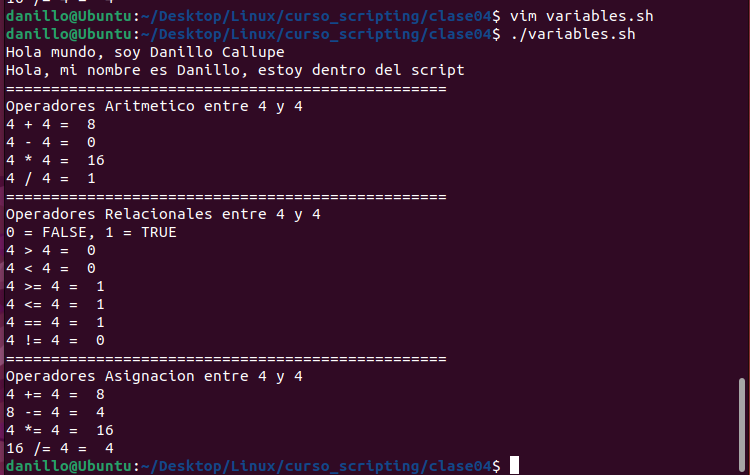 danillo@Ubuntu:~/Desktop/Linux/curso_scripting/clase04$ vim variables.sh
danillo@Ubuntu:~/Desktop/Linux/curso_scripting/clase04$ ./variables.sh
Hola mundo, soy Danillo Callupe
Hola, mi nombre es Danillo, estoy dentro del script
=================================================
Operadores Aritmetico entre 4 y 4
4 + 4 =  8
4 - 4 =  0
4 * 4 =  16
4 / 4 =  1
=================================================
Operadores Relacionales entre 4 y 4
0 = FALSE, 1 = TRUE
4 > 4 =  0
4 < 4 =  0
4 >= 4 =  1
4 <= 4 =  1
4 == 4 =  1
4 != 4 =  0
=================================================
Operadores Asignacion entre 4 y 4
4 += 4 =  8
8 -= 4 =  4
4 *= 4 =  16
16 /= 4 =  4
danillo@Ubuntu:~/Desktop/Linux/curso_scripting/clase04$